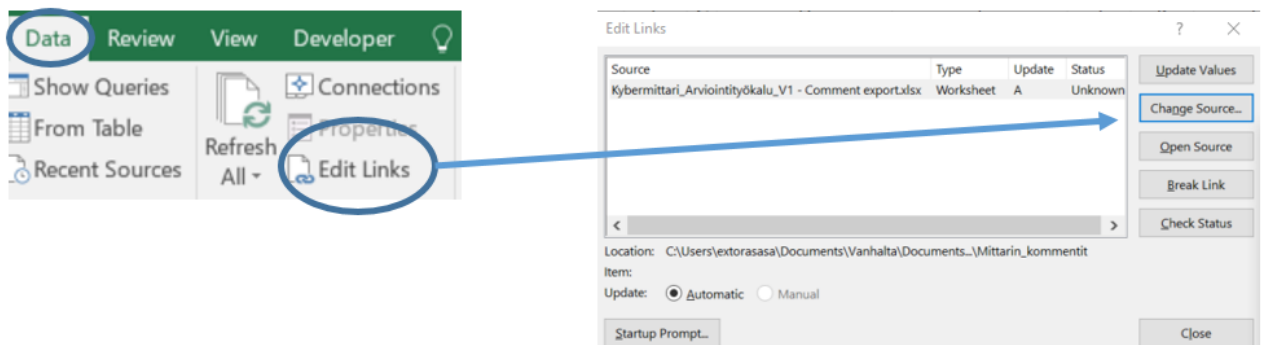 Data Review View Developer
Show Queries
From Table
Recent Sources
Refresh
All
Connections
Properties
Edit Links
Edit Links ? ×
Source Type Update Status
Kybermittari_Arviointityökalu_V1 - Comment export.xlsx Worksheet A Unknown
Update Values
Change Source...
Open Source
Break Link
Check Status
Location: C:\Users\extorasasa\Documents\Vanhalta\Documents...\Mittarin_kommentit
Item:
Update: Automatic Manual
Startup Prompt... Close